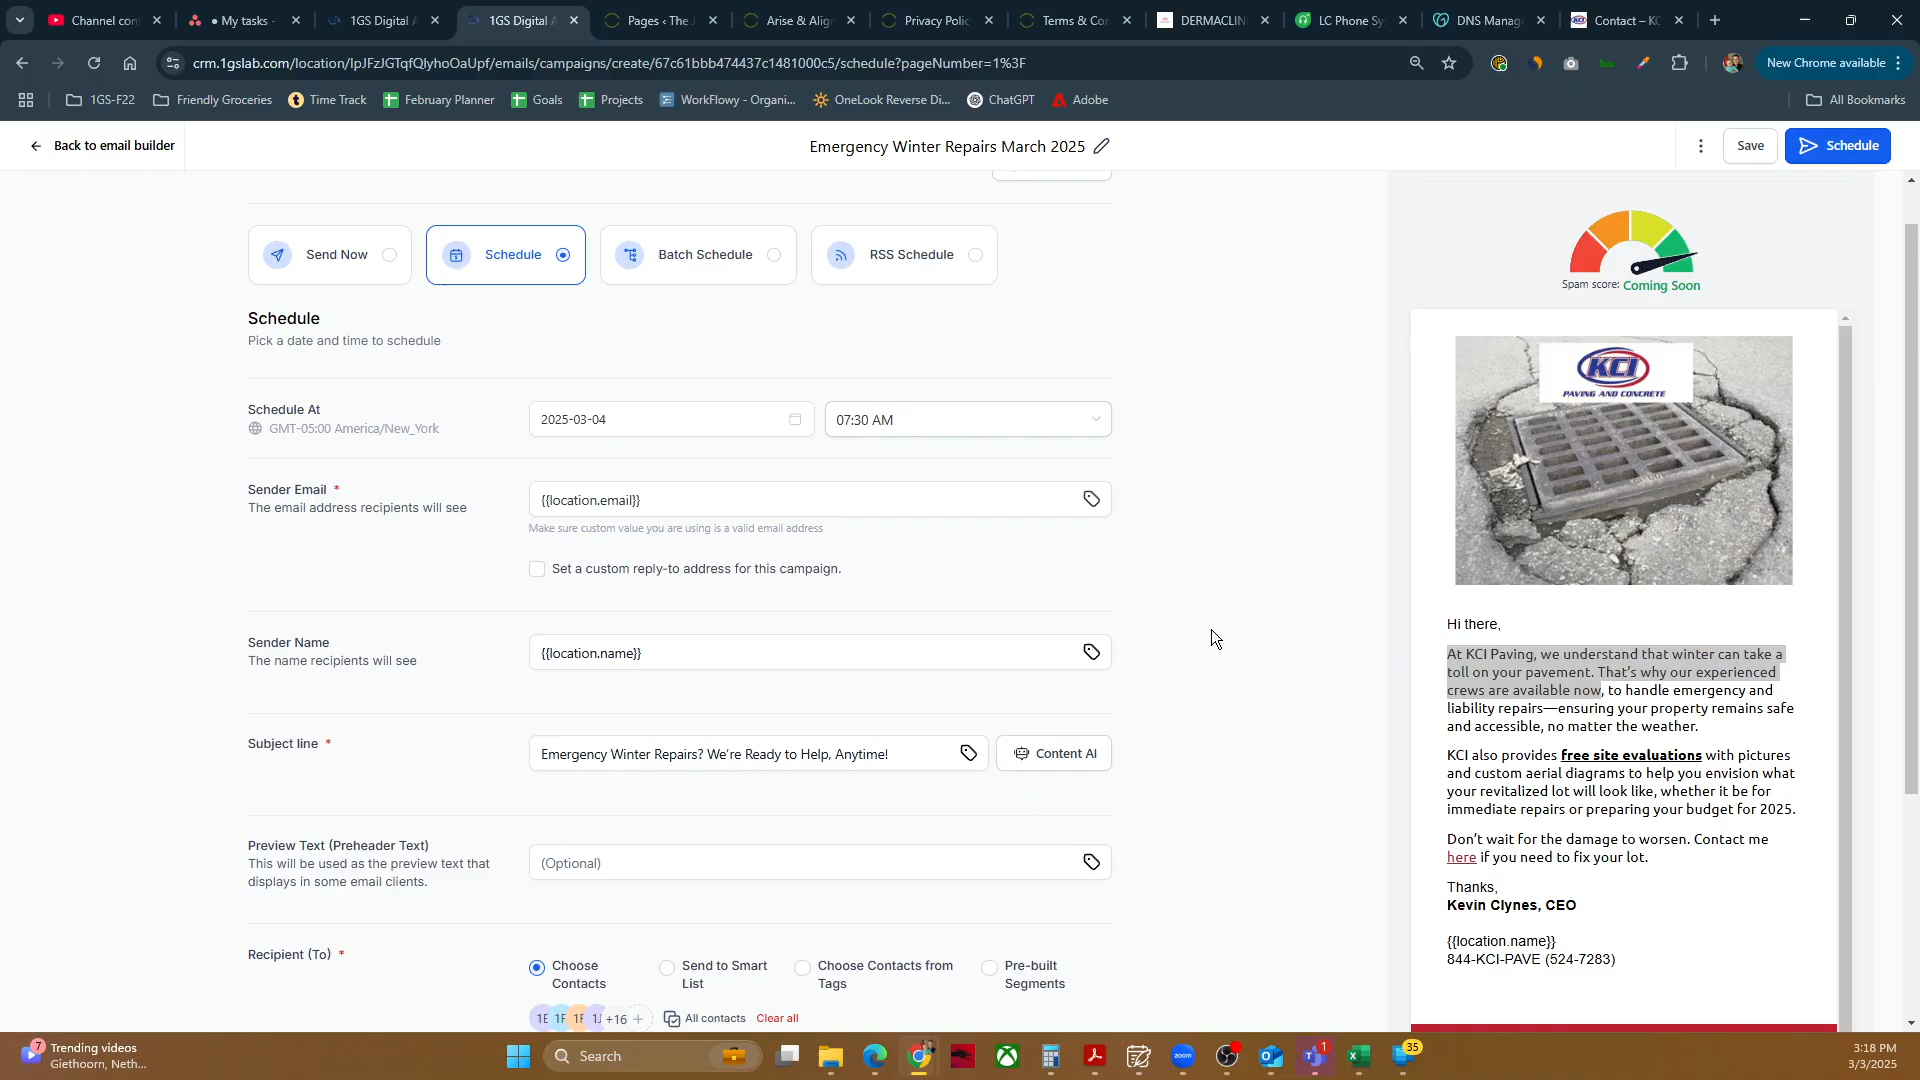 Channel con
• My tasks -
1GS Digital A
1GS Digital A
Pages ‹ The J
Arise & Align
Privacy Polic
Terms & Con
DERMACLINI
LC Phone Sy
DNS Manag
Contact – KC
crm.1gslab.com/location/lpJFzJGTqfQlyhoOaUpf/emails/campaigns/create/67c61bbb474437c1481000c5/schedule?pageNumber=1%3F
New Chrome available
1GS-F22
Friendly Groceries
Time Track
February Planner
Goals
Projects
WorkFlowy - Organi...
OneLook Reverse Di...
ChatGPT
Adobe
All Bookmarks
Back to email builder
Emergency Winter Repairs March 2025
Save
Schedule
Send Now
Schedule
Batch Schedule
RSS Schedule
Schedule
Pick a date and time to schedule
Schedule At
GMT-05:00 America/New_York
2025-03-04
07:30 AM
Sender Email *
The email address recipients will see
{{location.email}}
Make sure custom value you are using is a valid email address
Set a custom reply-to address for this campaign.
Sender Name
The name recipients will see
{{location.name}}
Subject line *
Emergency Winter Repairs? We're Ready to Help, Anytime!
Content AI
Preview Text (Preheader Text)
This will be used as the preview text that
displays in some email clients.
(Optional)
Recipient (To) *
Choose
Contacts
Send to Smart
List
Choose Contacts from
Tags
Pre-built
Segments
1E 1F 1F 1J +16
All contacts
Clear all
Spam score: Coming Soon
KCI
PAVING AND CONCRETE
Hi there,
At KCI Paving, we understand that winter can take a
toll on your pavement. That's why our experienced
crews are available now, to handle emergency and
liability repairs—ensuring your property remains safe
and accessible, no matter the weather.
KCI also provides free site evaluations with pictures
and custom aerial diagrams to help you envision what
your revitalized lot will look like, whether it be for
immediate repairs or preparing your budget for 2025.
Don't wait for the damage to worsen. Contact me
here if you need to fix your lot.
Thanks,
Kevin Clynes, CEO
{{location.name}}
844-KCI-PAVE (524-7283)
7
Trending videos
Giethoorn, Neth...
Search
zoom
1
35
3:18 PM
3/3/2025